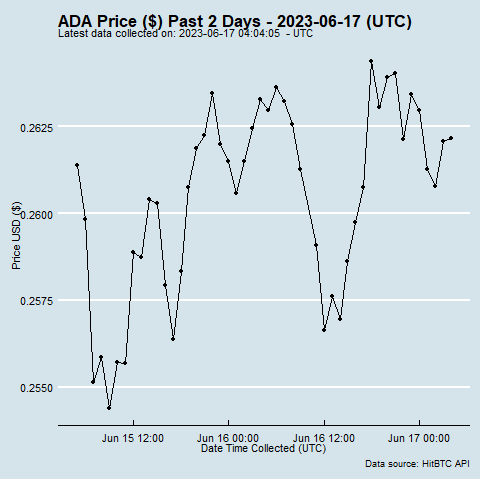 ADA Price ($) Past 2 Days - 2023-06-17 (UTC)
Latest data collected on: 2023-06-17 04:04:05 - UTC
Price USD ($)
0.2625
0.2600
0.2575
0.2550
Jun 15 12:00
Jun 16 00:00
Jun 16 12:00
Jun 17 00:00
Date Time Collected (UTC)
Data source: HitBTC API